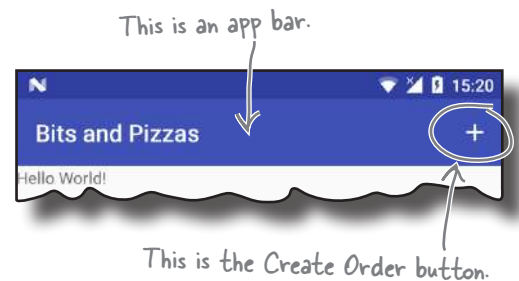 This is an app bar.
15:20
Bits and Pizzas
+
Hello World!
This is the Create Order button.